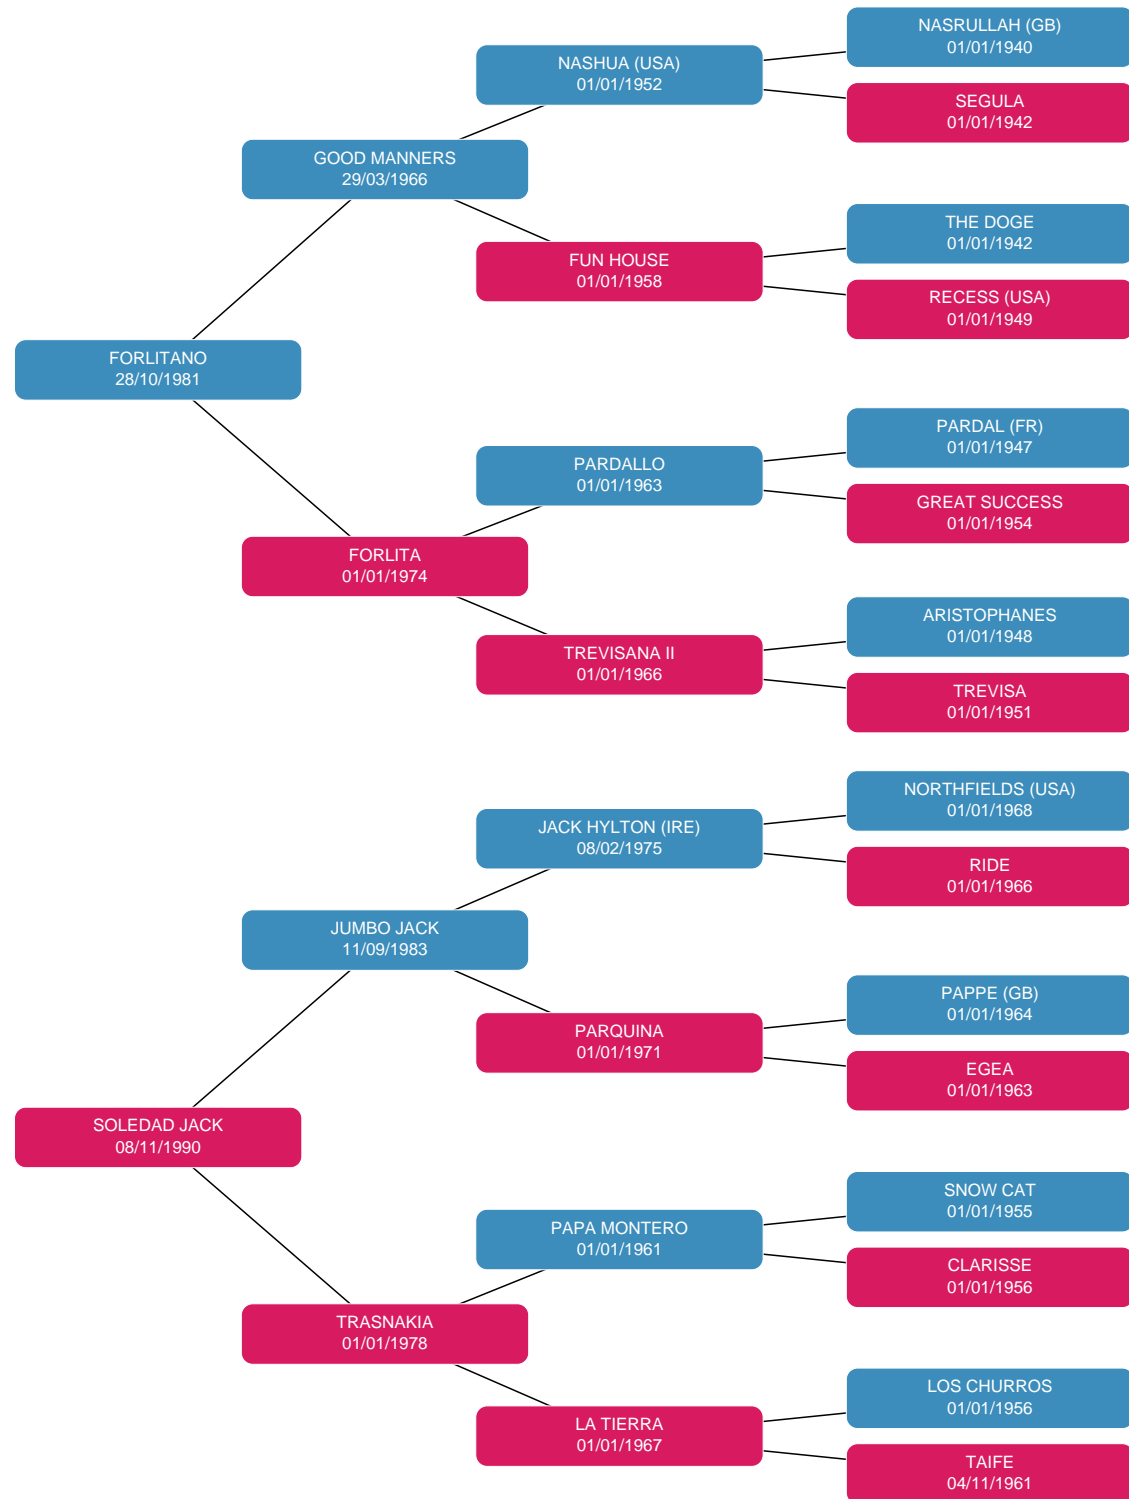 NASRULLAH (GB)
01/01/1940
NASHUA (USA)
01/01/1952
SEGULA
01/01/1942
GOOD MANNERS
29/03/1966
THE DOGE
01/01/1942
FUN HOUSE
01/01/1958
RECESS (USA)
01/01/1949
FORLITANO
28/10/1981
PARDAL (FR)
01/01/1947
PARDALLO
01/01/1963
GREAT SUCCESS
01/01/1954
FORLITA
01/01/1974
ARISTOPHANES
01/01/1948
TREVISANA II
01/01/1966
TREVISA
01/01/1951
NORTHFIELDS (USA)
01/01/1968
JACK HYLTON (IRE)
08/02/1975
RIDE
01/01/1966
JUMBO JACK
11/09/1983
PAPPE (GB)
01/01/1964
PARQUINA
01/01/1971
EGEA
01/01/1963
SOLEDAD JACK
08/11/1990
SNOW CAT
01/01/1955
PAPA MONTERO
01/01/1961
CLARISSE
01/01/1956
TRASNAKIA
01/01/1978
LOS CHURROS
01/01/1956
LA TIERRA
01/01/1967
TAIFE
04/11/1961